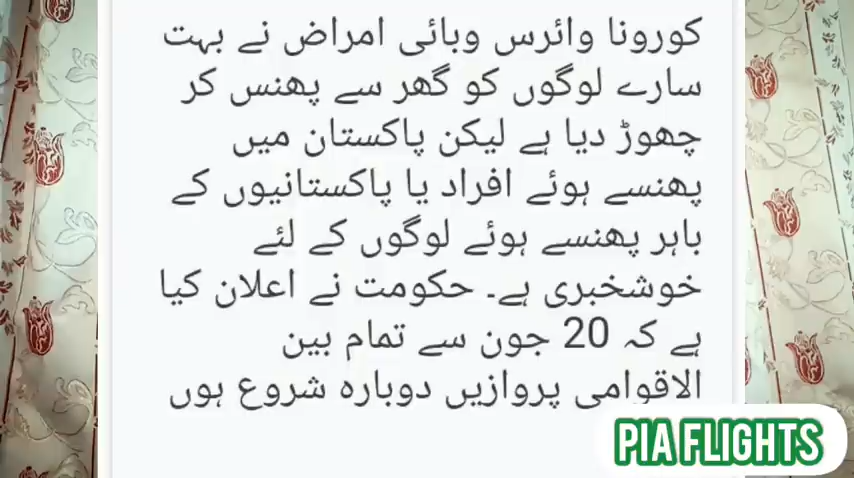 کورونا وائرس وبائی امراض نے بہت
سارے لوگوں کو گھر سے پھنس کر
چھوڑ دیا ہے لیکن پاکستان میں
پھنسے ہوئے افراد یا پاکستانیوں کے
باہر پھنسے ہوئے لوگوں کے لئے
خوشخبری ہے۔ حکومت نے اعلان کیا
ہے کہ 20 جون سے تمام بین
الاقوامی پروازیں دوبارہ شروع ہوں
PIA FLIGHTS